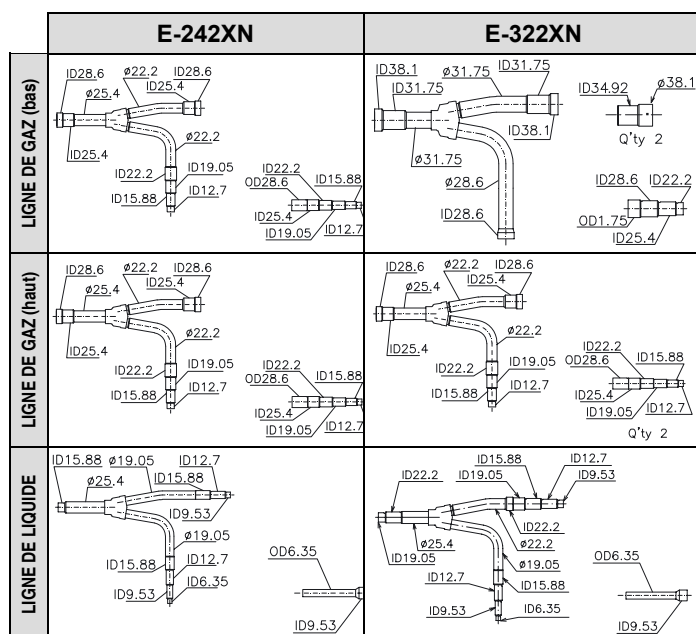 E-242XN
E-322XN
LIGNE DE GAZ (bas)
ID28.6
ø25.4
ø22.2
ID28.6
ID25.4
ø22.2
ID25.4
ID22.2
ID19.05
ID15.88
ID12.7
ID22.2
OD28.6
ID15.88
ID25.4
ID19.05
ID12.7
ID38.1
ID31.75
ø31.75
ID31.75
ID38.1
ø31.75
ø28.6
ID28.6
ID34.92
ø38.1
Q'ty 2
ID28.6
ID22.2
OD1.75
ID25.4
LIGNE DE GAZ (haut)
ID28.6
ø25.4
ø22.2
ID28.6
ID25.4
ø22.2
ID25.4
ID22.2
ID19.05
ID15.88
ID12.7
ID22.2
OD28.6
ID15.88
ID25.4
ID19.05
ID12.7
ID28.6
ø25.4
ø22.2
ID28.6
ID25.4
ø22.2
ID25.4
ID22.2
ID19.05
ID15.88
ID12.7
ID22.2
OD28.6
ID15.88
ID25.4
ID19.05
ID12.7
Q'ty 2
LIGNE DE LIQUIDE
ID15.88
ø25.4
ø19.05
ID12.7
ID15.88
ID9.53
ø19.05
ID15.88
ID12.7
ID9.53
ID6.35
OD6.35
ID9.53
ID22.2
ID19.05
ID15.88
ID12.7
ID9.53
ID22.2
ø22.2
ø25.4
ID19.05
ø19.05
ID12.7
ID15.88
ID9.53
ID6.35
OD6.35
ID9.53